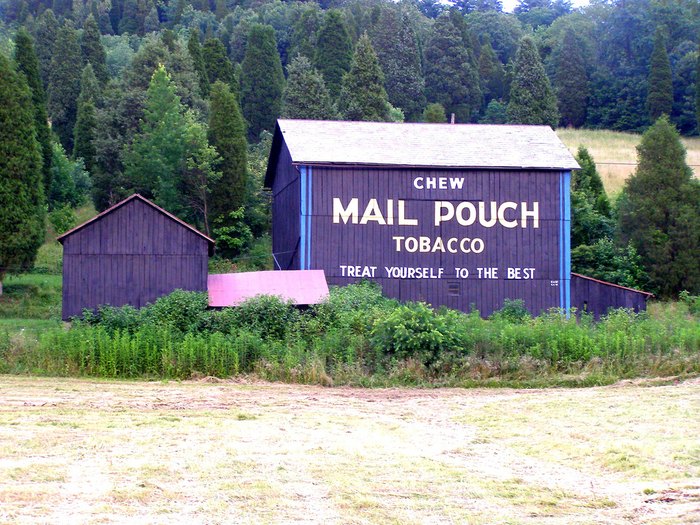 CHEW
MAIL POUCH
TOBACCO
TREAT YOURSELF TO THE BEST